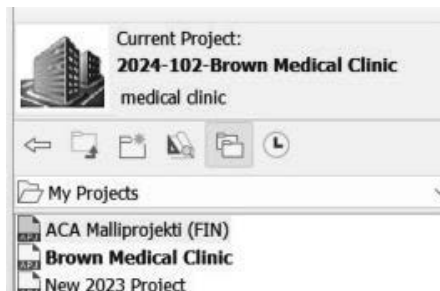 Current Project:
2024-102-Brown Medical Clinic
medical clinic
My Projects
ACA Malliprojekti (FIN)
Brown Medical Clinic
New 2023 Project